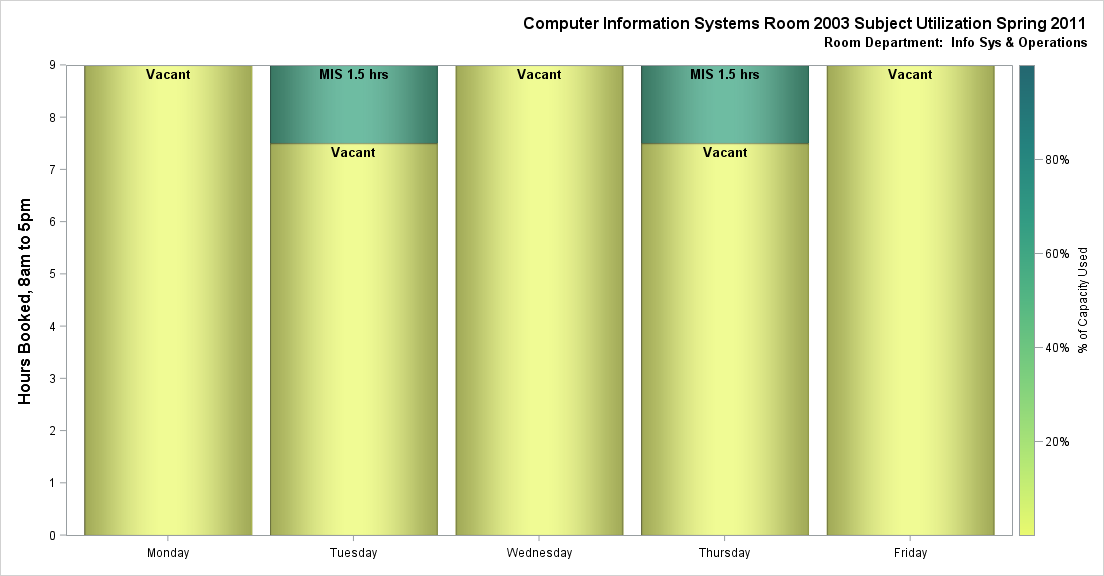 Computer Information Systems Room 2003 Subject Utilization Spring 2011
Room Department:  Info Sys & Operations
Hours Booked, 8am to 5pm
9
8
7
6
5
4
3
2
1
0
Vacant
MIS 1.5 hrs
Vacant
Vacant
MIS 1.5 hrs
Vacant
Vacant
Monday
Tuesday
Wednesday
Thursday
Friday
80%
60%
40%
20%
% of Capacity Used